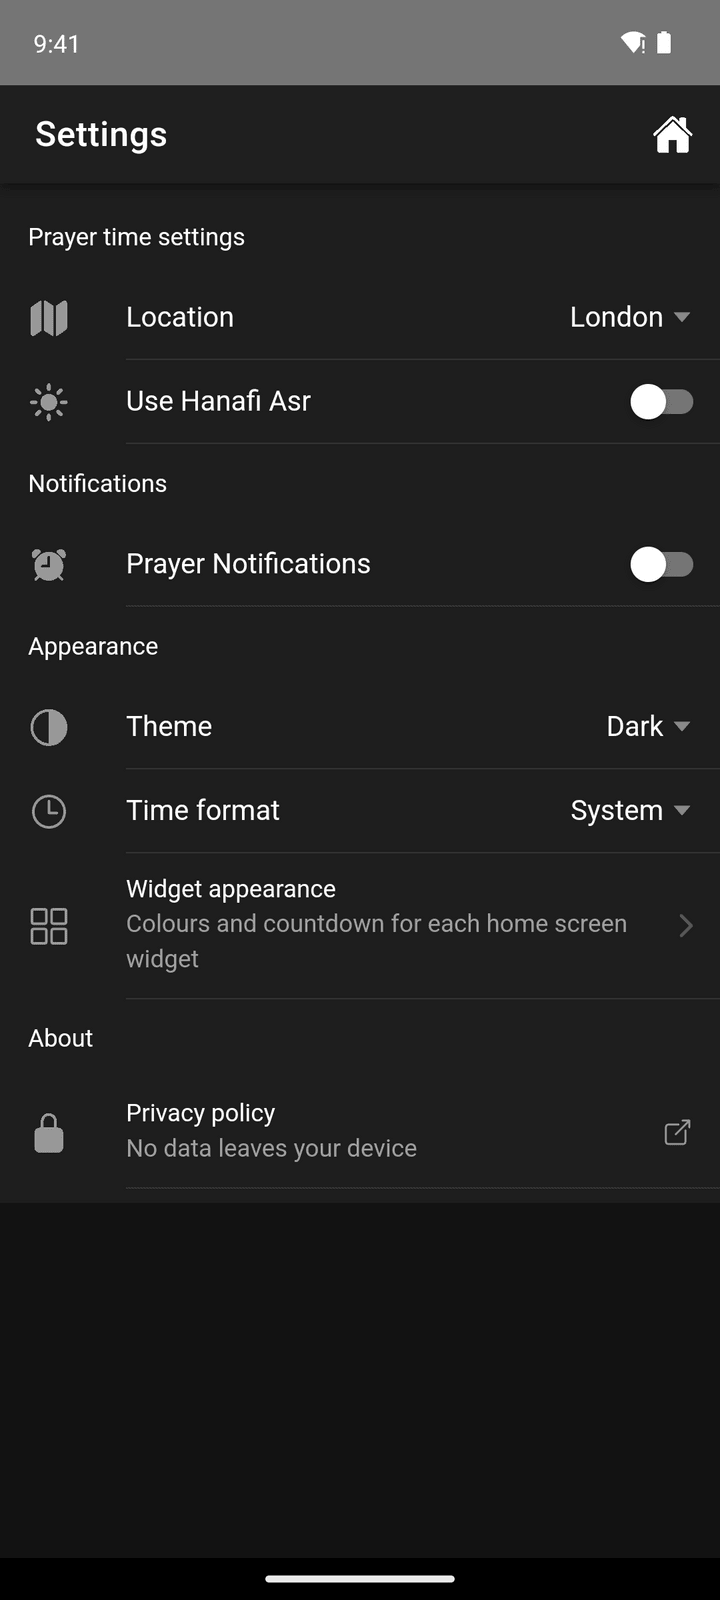 9:41
Settings
Prayer time settings
Location
London
Use Hanafi Asr
Notifications
Prayer Notifications
Appearance
Theme
Dark
Time format
System
Widget appearance
Colours and countdown for each home screen
widget
About
Privacy policy
No data leaves your device